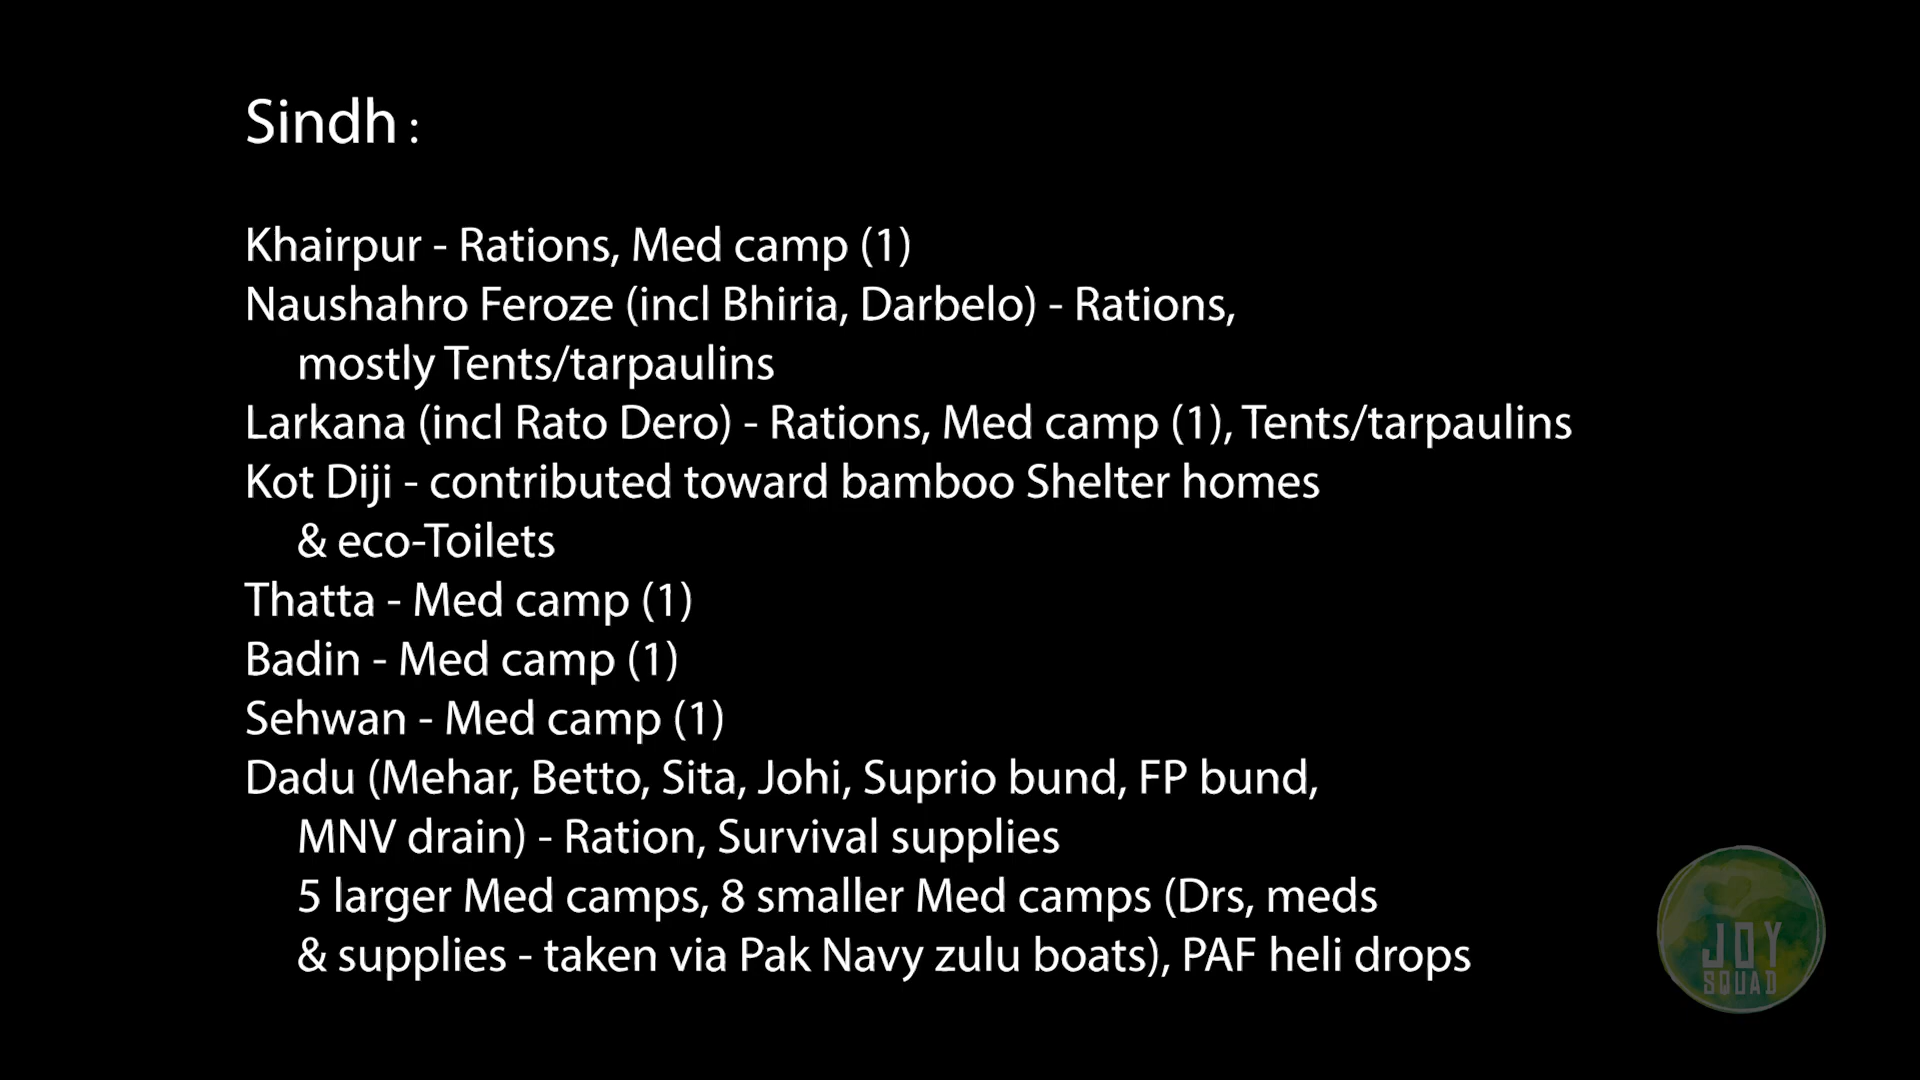 Sindh :
Khairpur - Rations, Med camp (1)
Naushahro Feroze (incl Bhiria, Darbelo) - Rations,
mostly Tents/tarpaulins
Larkana (incl Rato Dero) - Rations, Med camp (1), Tents/tarpaulins
Kot Diji - contributed toward bamboo Shelter homes
& eco-Toilets
Thatta - Med camp (1)
Badin - Med camp (1)
Sehwan - Med camp (1)
Dadu (Mehar, Betto, Sita, Johi, Suprio bund, FP bund,
MNV drain) - Ration, Survival supplies
5 larger Med camps, 8 smaller Med camps (Drs, meds
& supplies - taken via Pak Navy zulu boats), PAF heli drops
JOY
SQUAD